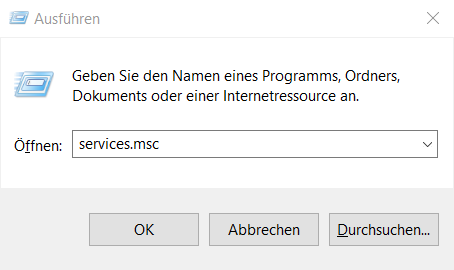 Ausführen
Geben Sie den Namen eines Programms, Ordners,
Dokuments oder einer Internetressource an.
Öffnen: services.msc
OK Abbrechen Durchsuchen...